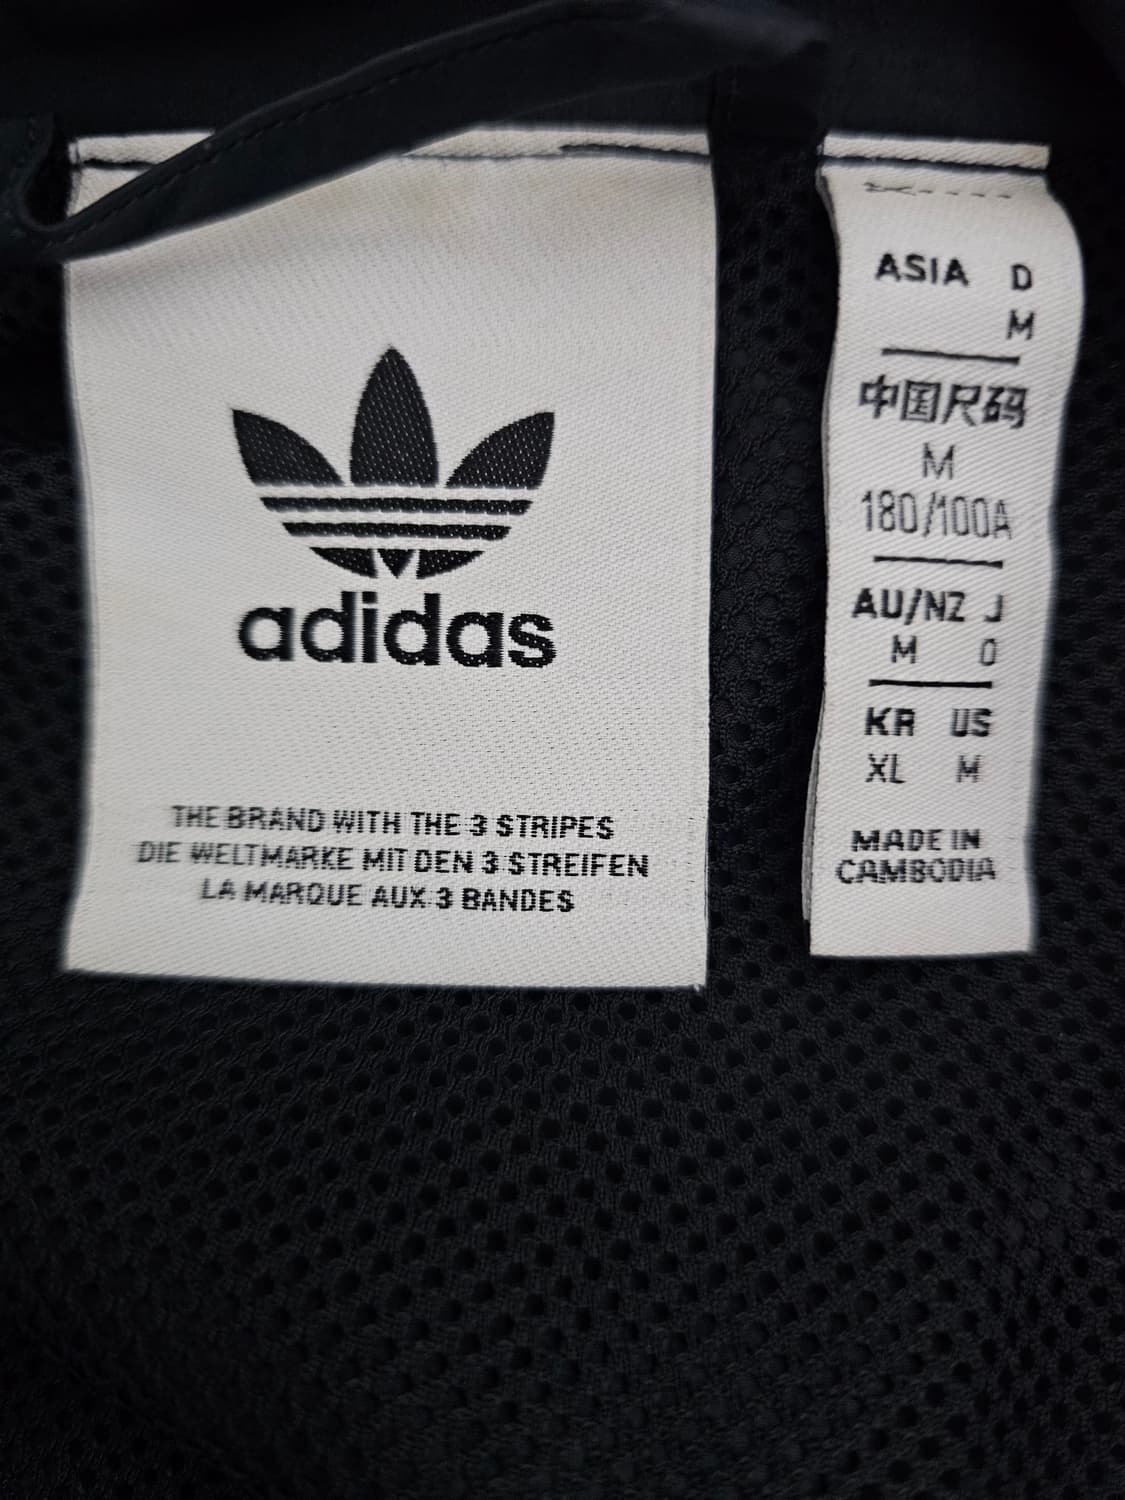 adidas
THE BRAND WITH THE 3 STRIPES
DIE WELTMARKE MIT DEN 3 STREIFEN
LA MARQUE AUX 3 BANDES
ASIA D
M
中国尺码
M
180/100A
AU/NZ J
M O
KR US
XL M
MADE IN
CAMBODIA